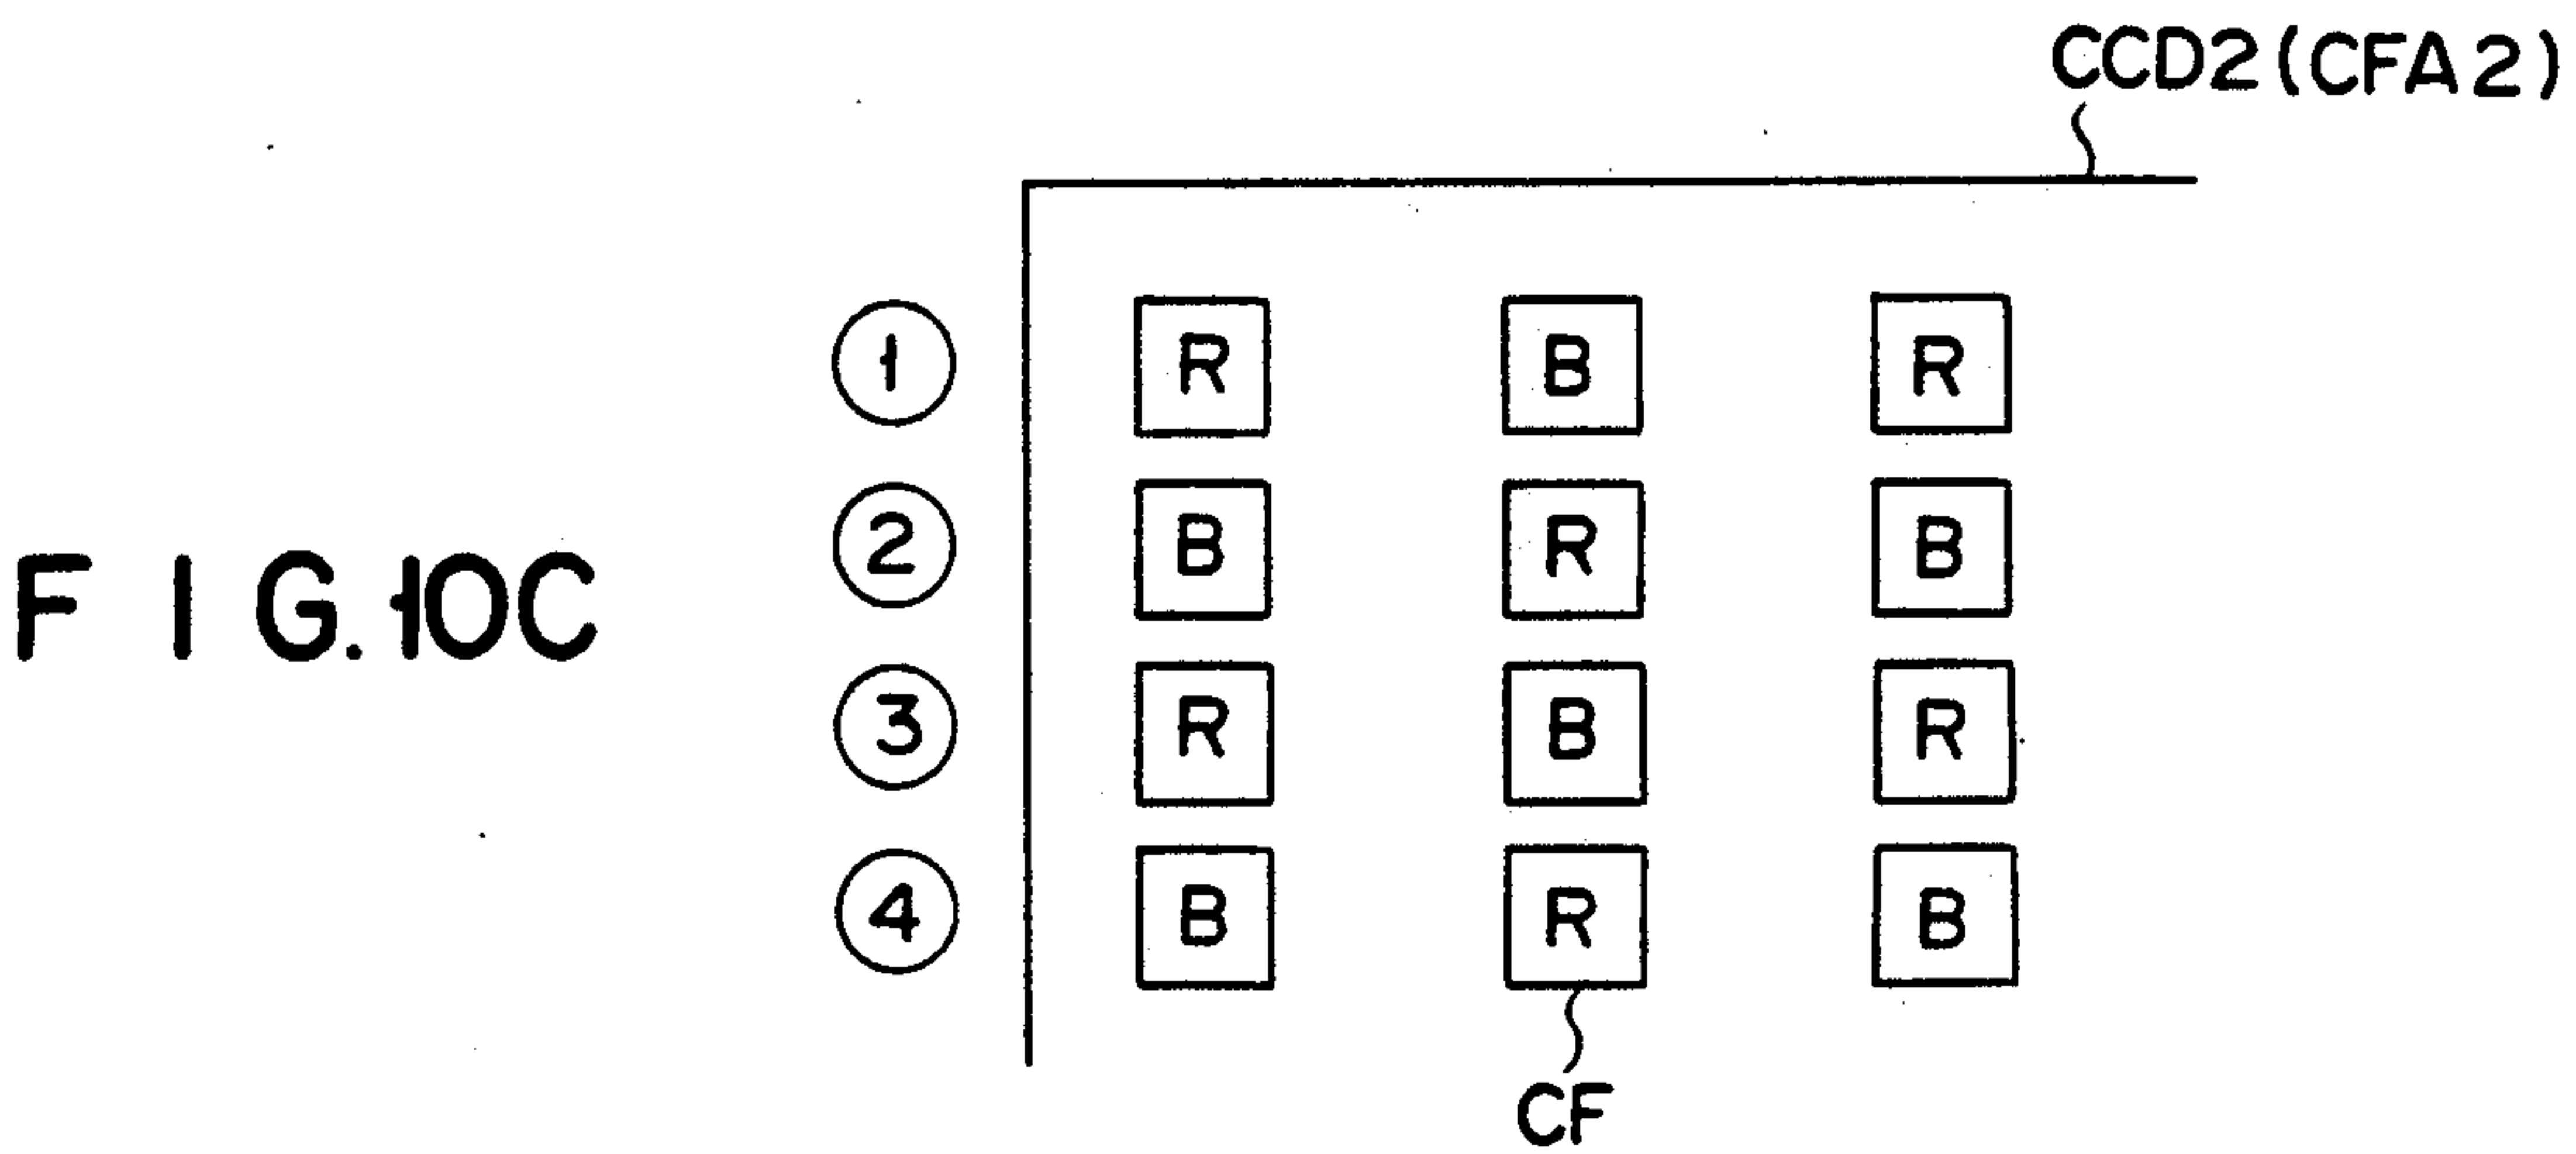 CCD2(CFA2)
① R B R
② B R B
FIG.10C
③ R B R
④ B R B
CF